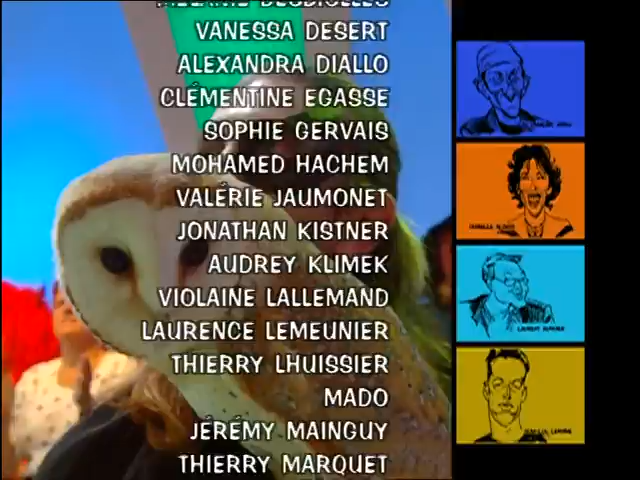 VANESSA DESERT
ALEXANDRA DIALLO
CLÉMENTINE EGASSE
SOPHIE GERVAIS
MOHAMED HACHEM
VALÉRIE JAUMONET
JONATHAN KISTNER
AUDREY KLIMEK
VIOLAINE LALLEMAND
LAURENCE LEMEUNIER
THIERRY LHUISSIER
MADO
JÉRÉMY MAINGUY
THIERRY MARQUET